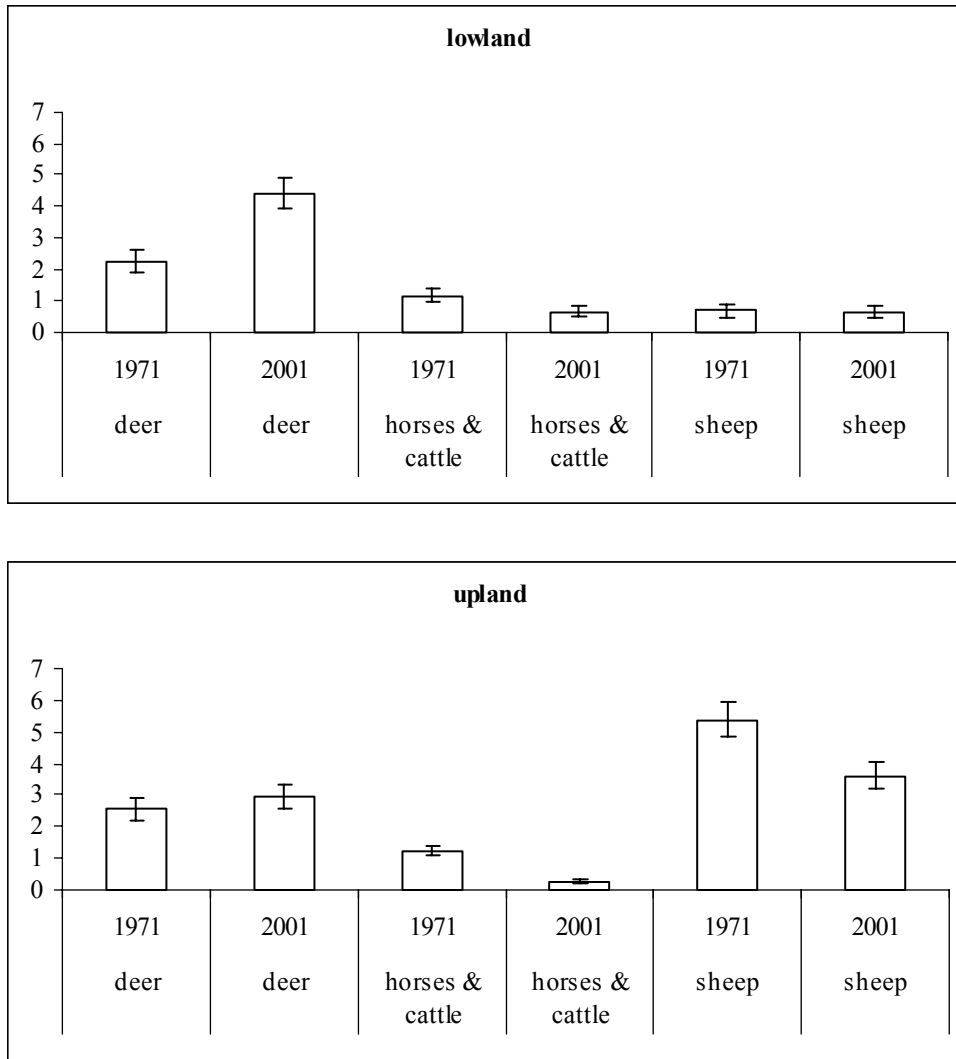 lowland
7
6
5
4
3
2
1
0
1971 2001 1971 2001 1971 2001
deer deer horses & horses & sheep sheep
cattle cattle
upland
7
6
5
4
3
2
1
0
1971 2001 1971 2001 1971 2001
deer deer horses & horses & sheep sheep
cattle cattle